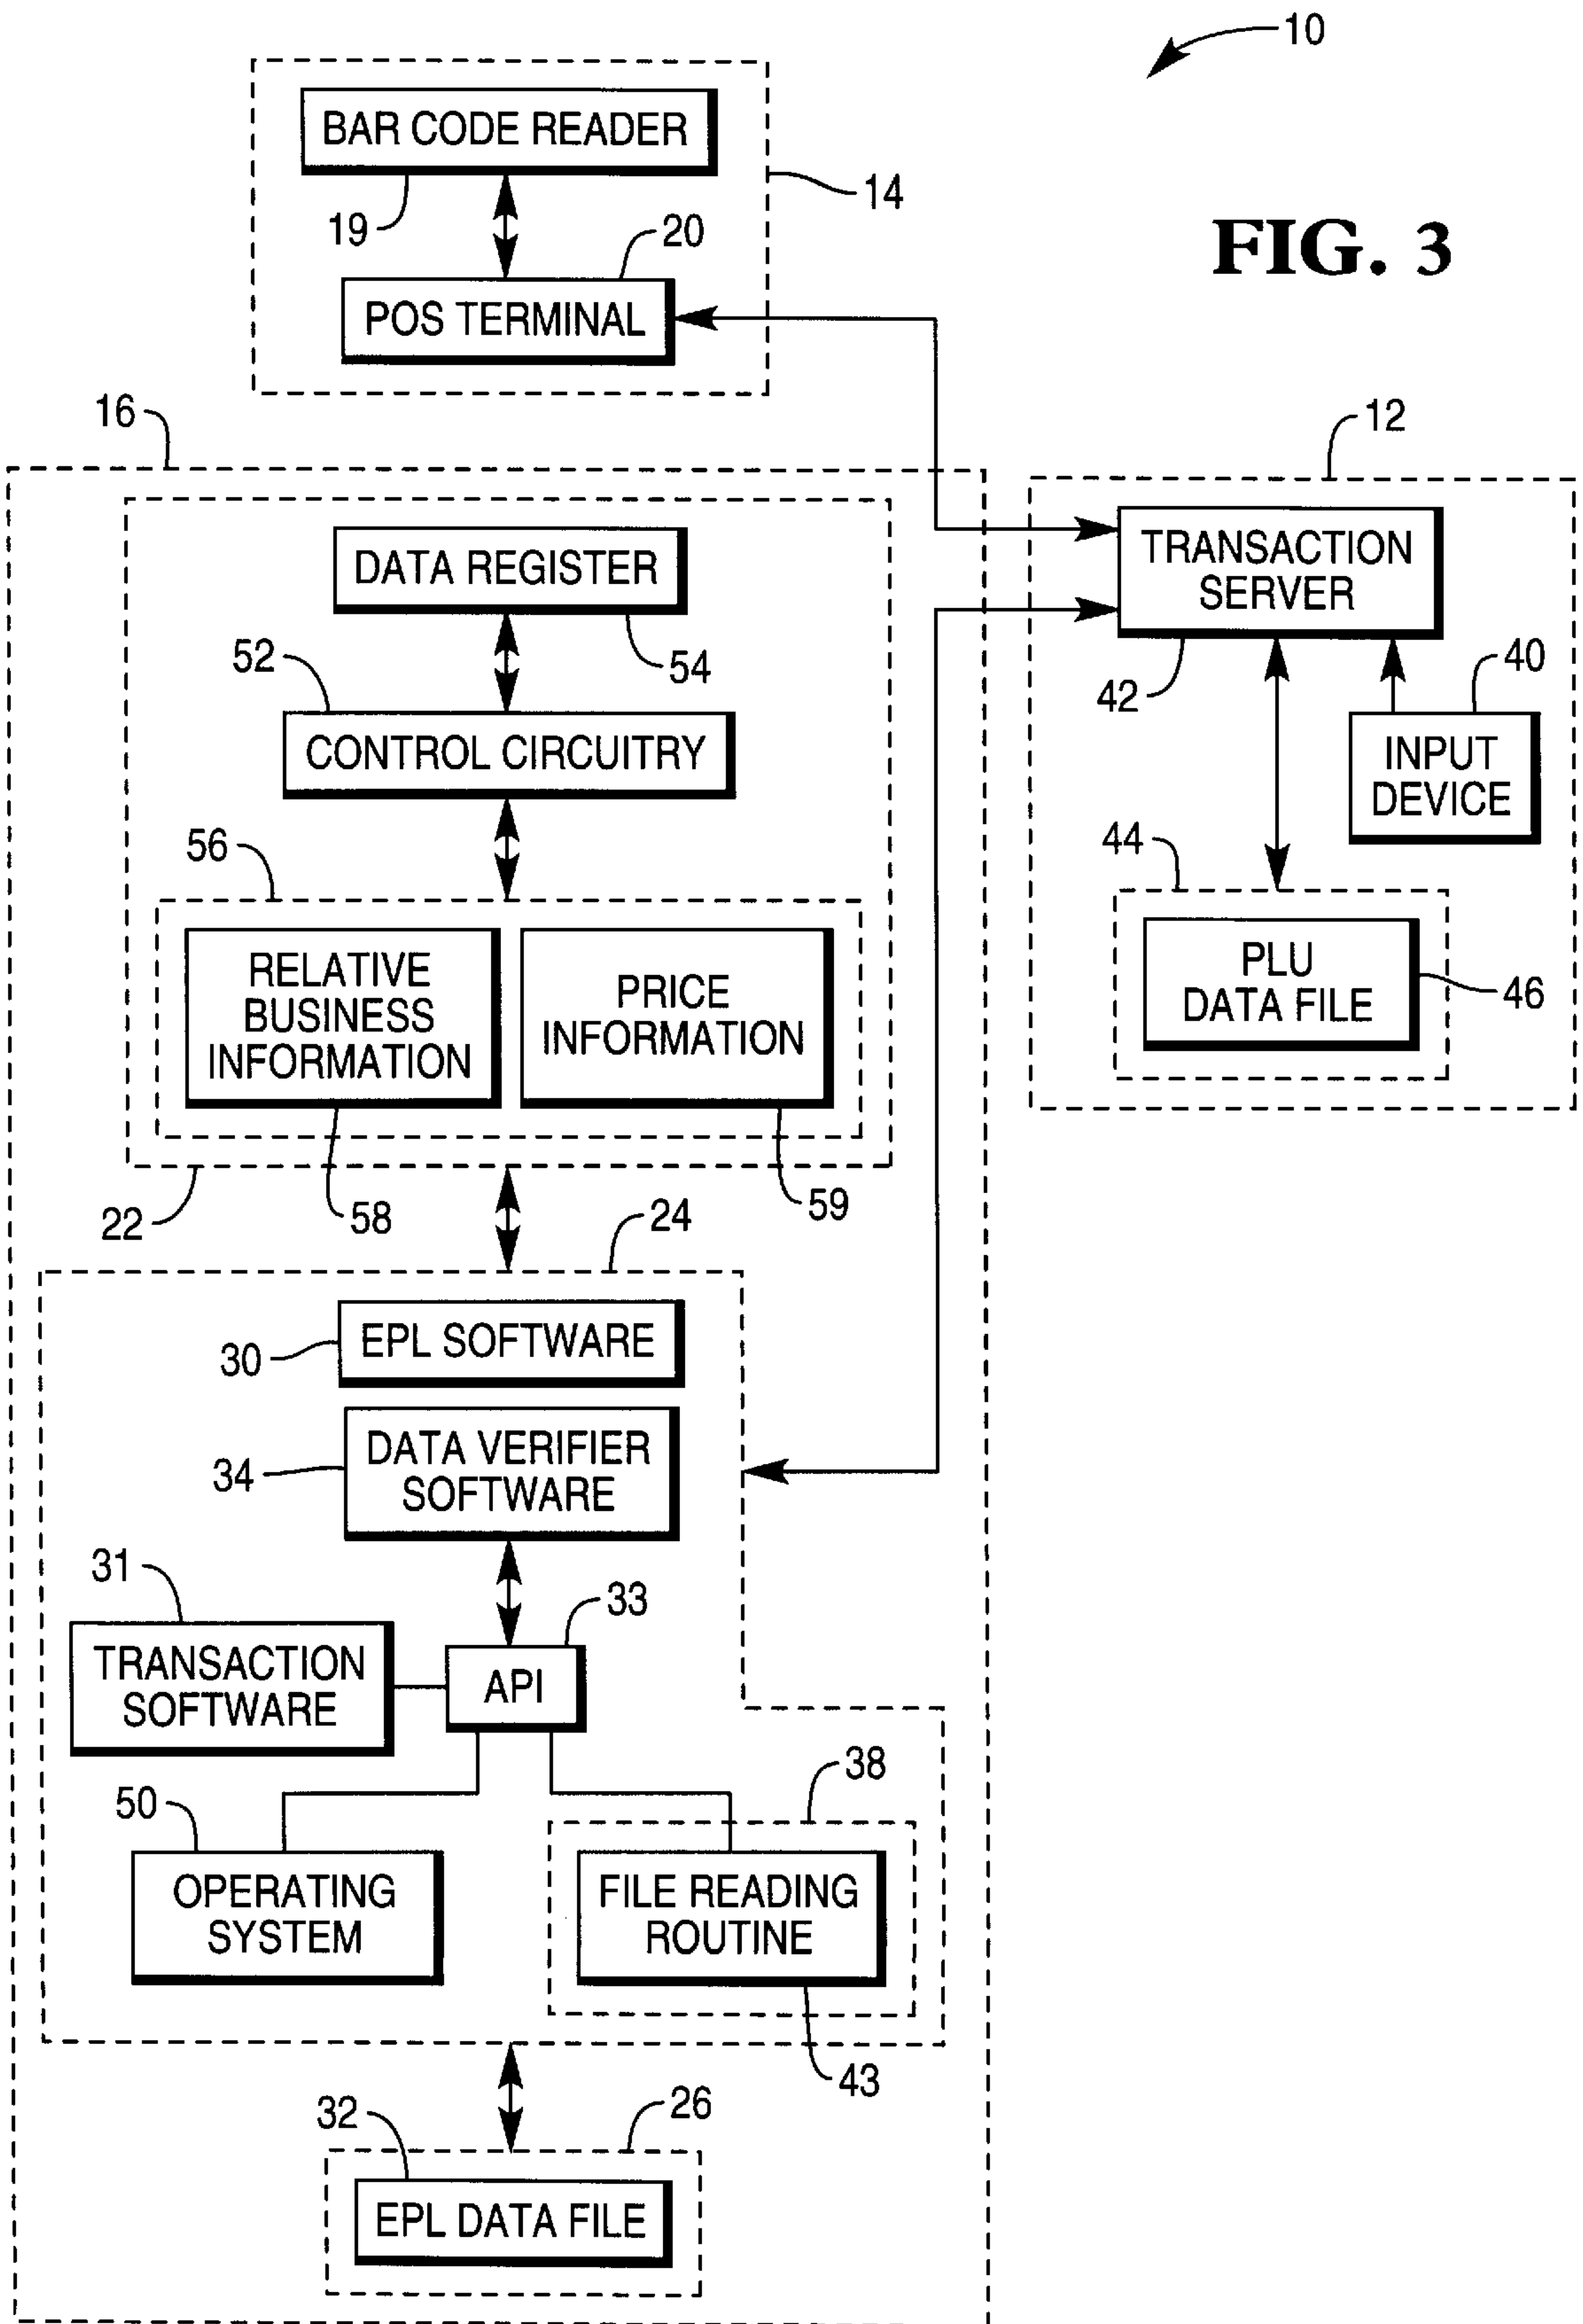 10
BAR CODE READER
14
19
20
FIG. 3
POS TERMINAL
16
12
DATA REGISTER
TRANSACTION
SERVER
52
54
42
40
CONTROL CIRCUITRY
INPUT
DEVICE
56
44
RELATIVE
BUSINESS
INFORMATION
PRICE
INFORMATION
PLU
DATA FILE
46
22
58
59
24
EPL SOFTWARE
30
DATA VERIFIER
SOFTWARE
34
31
33
TRANSACTION
SOFTWARE
API
38
50
OPERATING
SYSTEM
FILE READING
ROUTINE
43
32
26
EPL DATA FILE